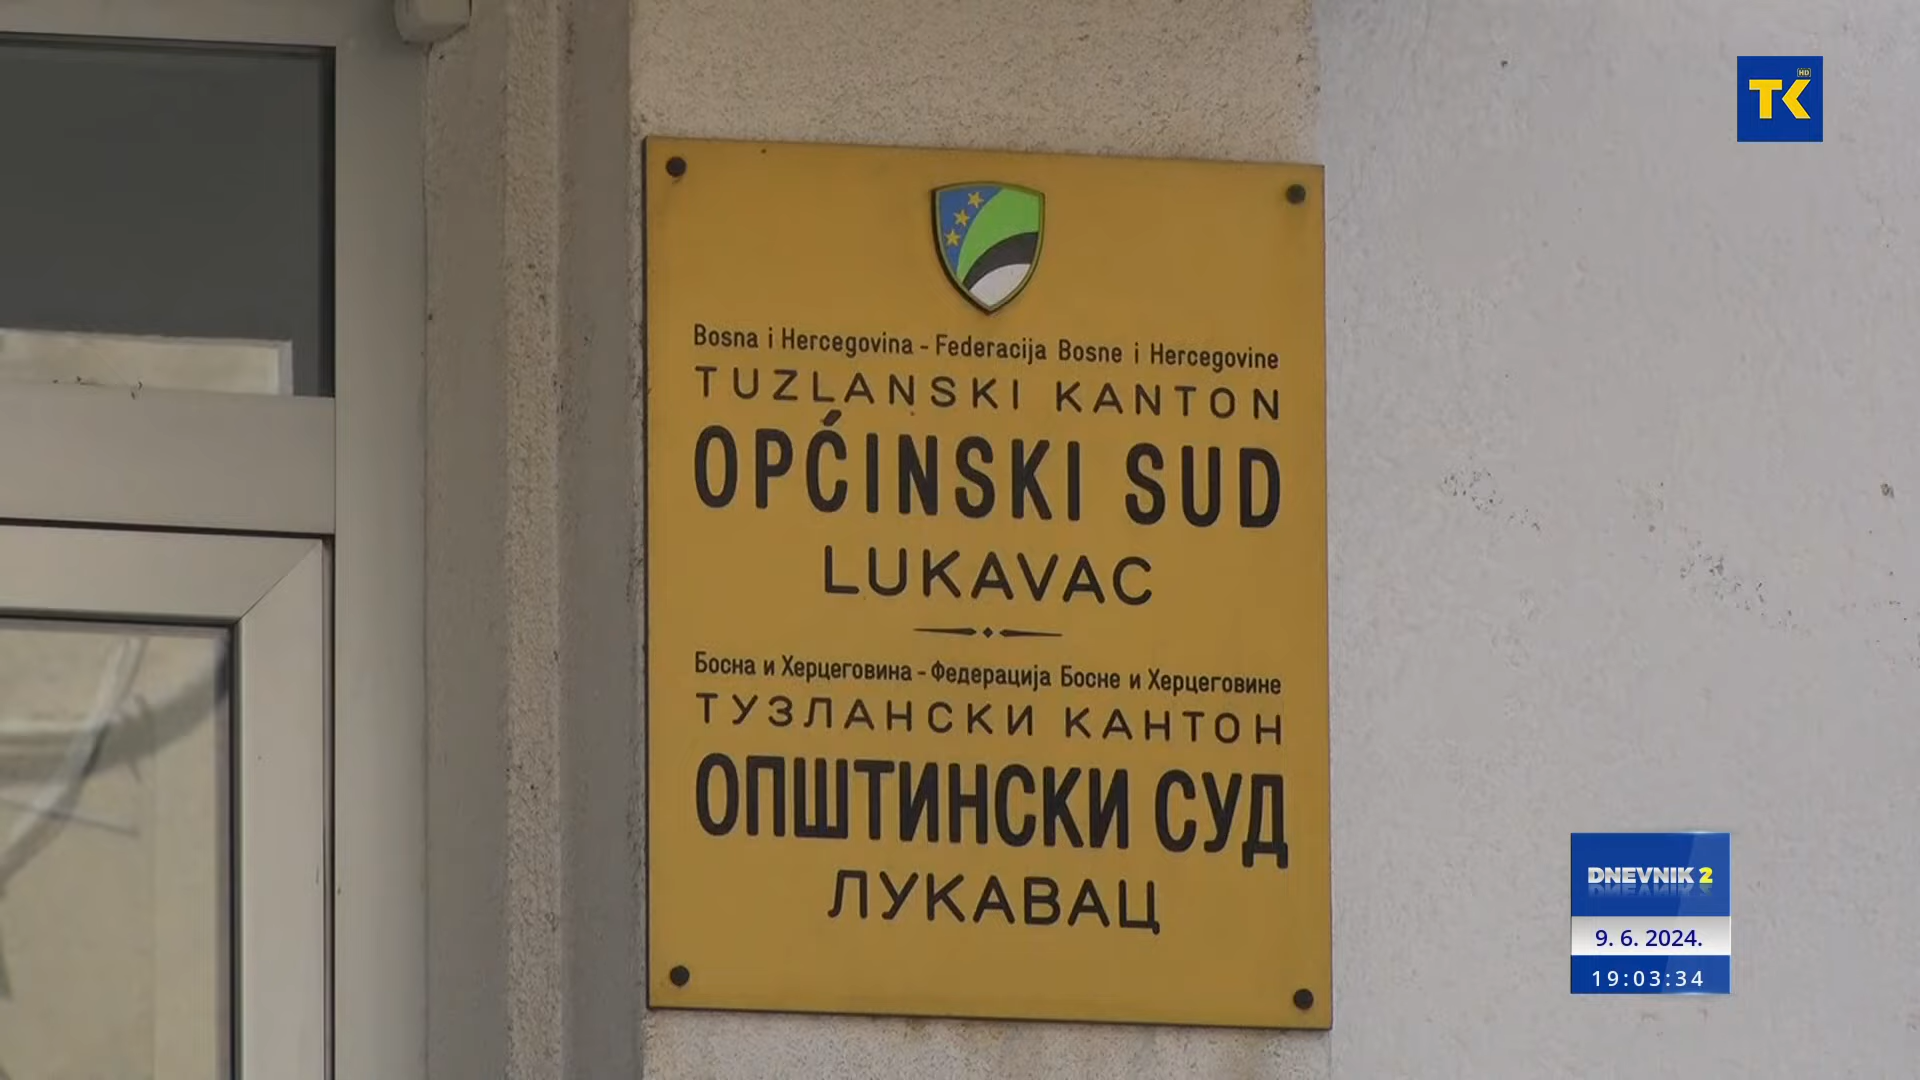 TK HD
Bosna i Hercegovina - Federacija Bosne i Hercegovine
TUZLANSKI KANTON
OPĆINSKI SUD
LUKAVAC
Босна и Херцеговина - Федерација Босне и Херцеговине
ТУЗЛАНСКИ КАНТОН
ОПШТИНСКИ СУД
ЛУКАВАЦ
DNEVNIK 2
9. 6. 2024.
19:03:34